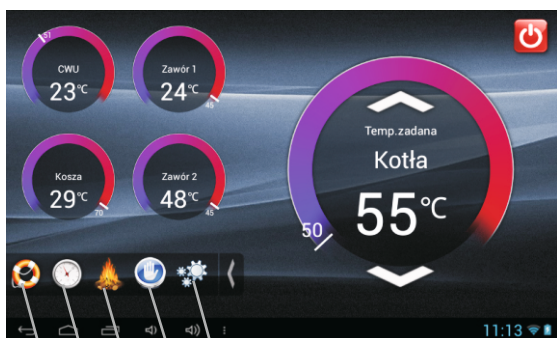 51
CWU
23°C
Zawór 1
24°C
45
Kosza
29°C
70
Zawór 2
48°C
45
Temp.zadana
Kotła
55°C
50
11:13